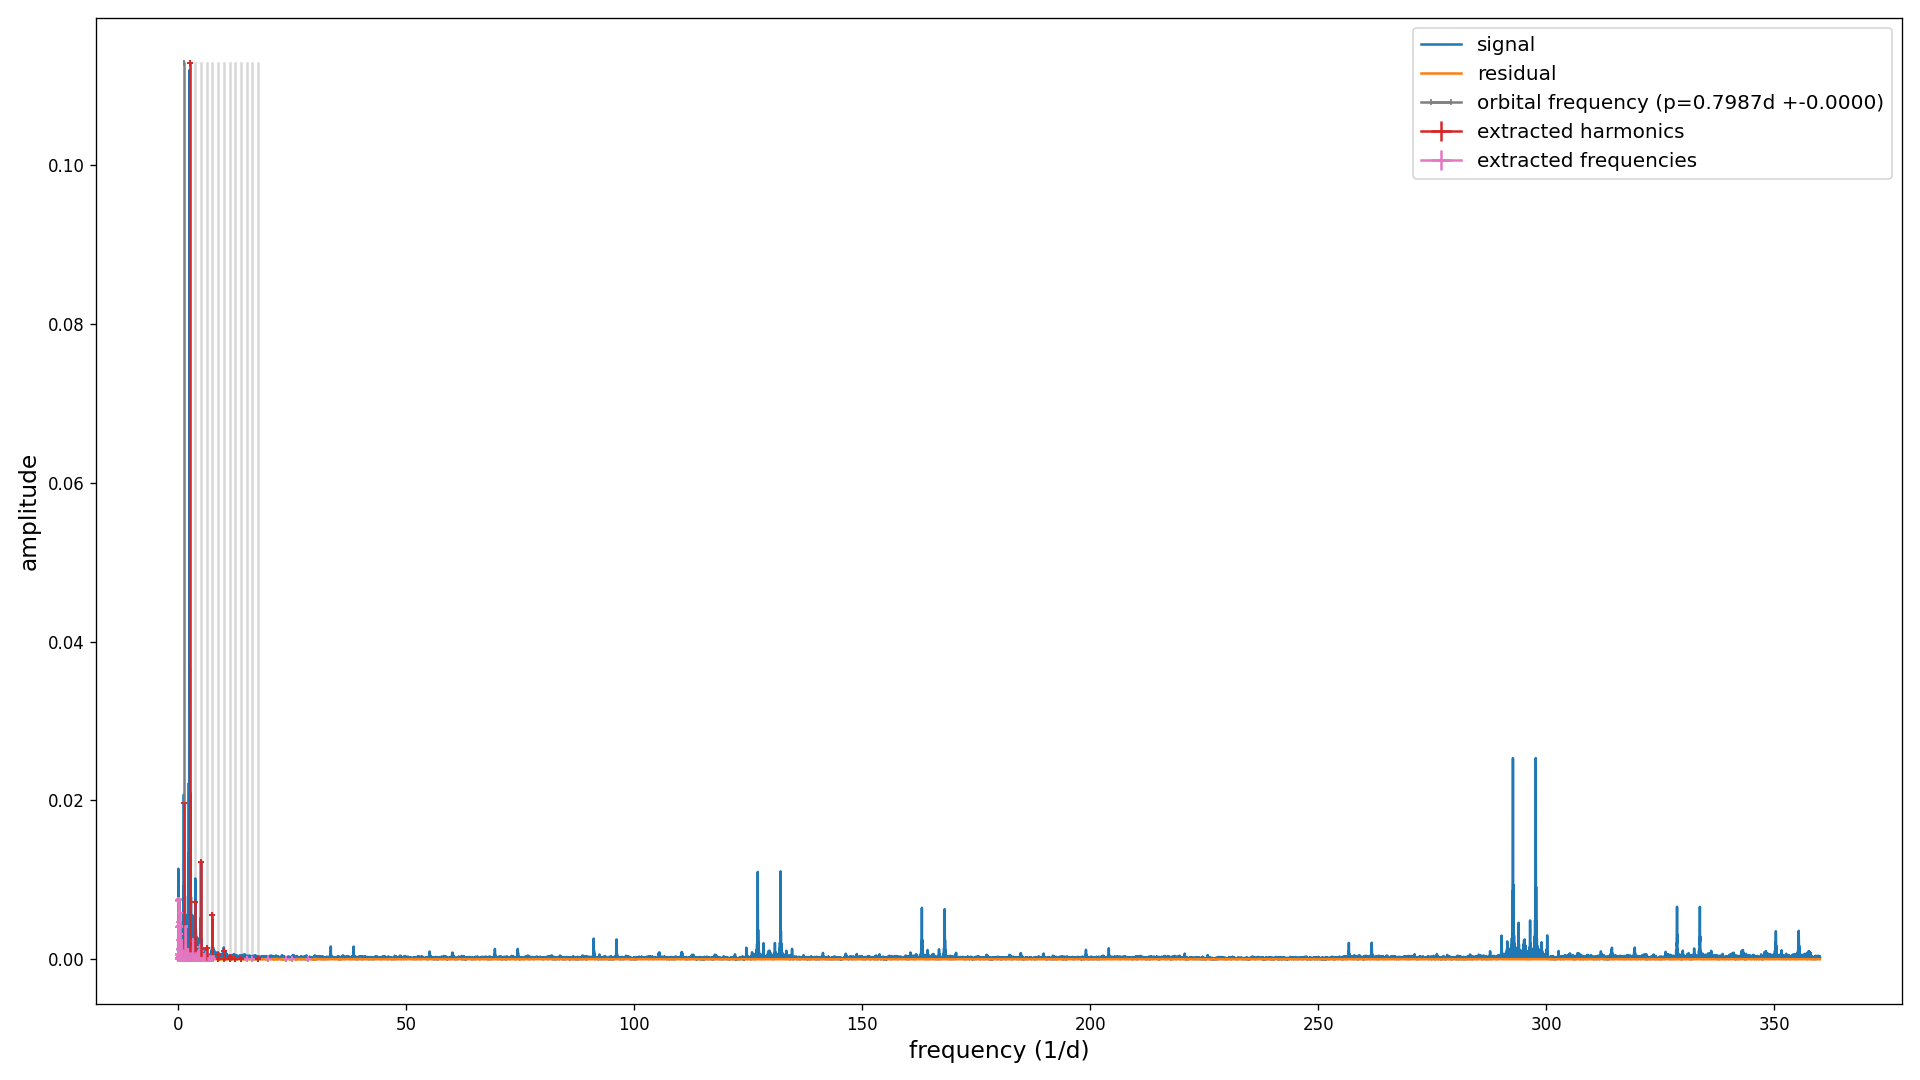 signal
residual
orbital frequency (p=0.7987d +-0.0000)
extracted harmonics
extracted frequencies
amplitude
0.10
0.08
0.06
0.04
0.02
0.00
0 50 100 150 200 250 300 350
frequency (1/d)